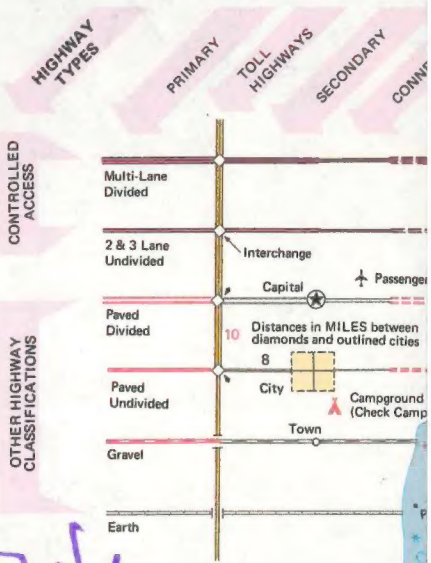 HIGHWAY
TYPES
PRIMARY
TOLL
HIGHWAYS
SECONDARY
CONTROLLED
ACCESS
Multi-Lane
Divided
2 & 3 Lane
Undivided
Interchange
Capital
Passenger
Paved
Divided
10
Distances in MILES between
diamonds and outlined cities
8
City
Paved
Undivided
Campground
(Check Camp
OTHER HIGHWAY
CLASSIFICATIONS
Town
Gravel
Earth